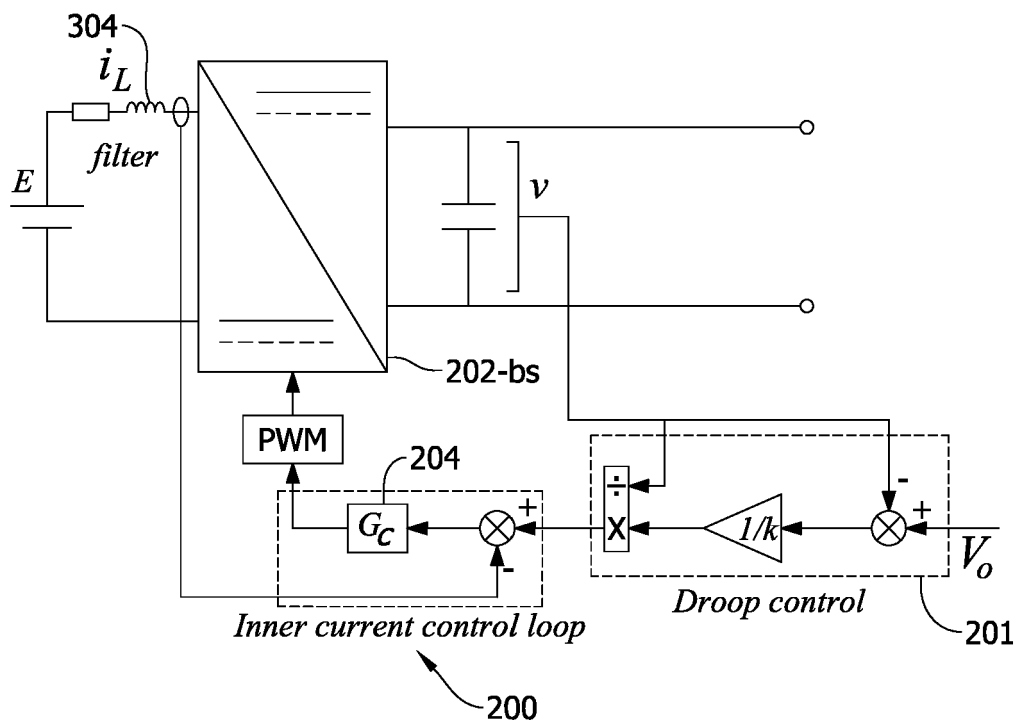 304
i_L
filter
E
v
202-bs
PWM
204
÷
-
+
+
G_C
X
1/k
-
V_o
Droop control
Inner current control loop
201
200